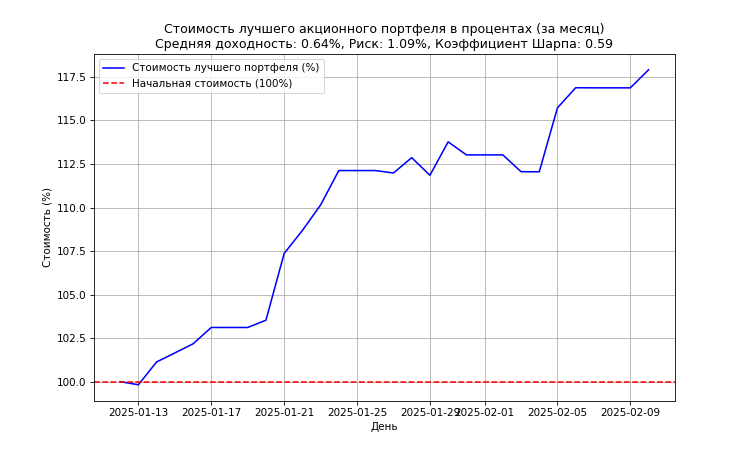 Стоимость лучшего акционного портфеля в процентах (за месяц)
Средняя доходность: 0.64%, Риск: 1.09%, Коэффициент Шарпа: 0.59
Стоимость лучшего портфеля (%)
Начальная стоимость (100%)
Стоимость (%)
117.5
115.0
112.5
110.0
107.5
105.0
102.5
100.0
2025-01-13 2025-01-17 2025-01-21 2025-01-25 2025-01-29 2025-02-01 2025-02-05 2025-02-09
День